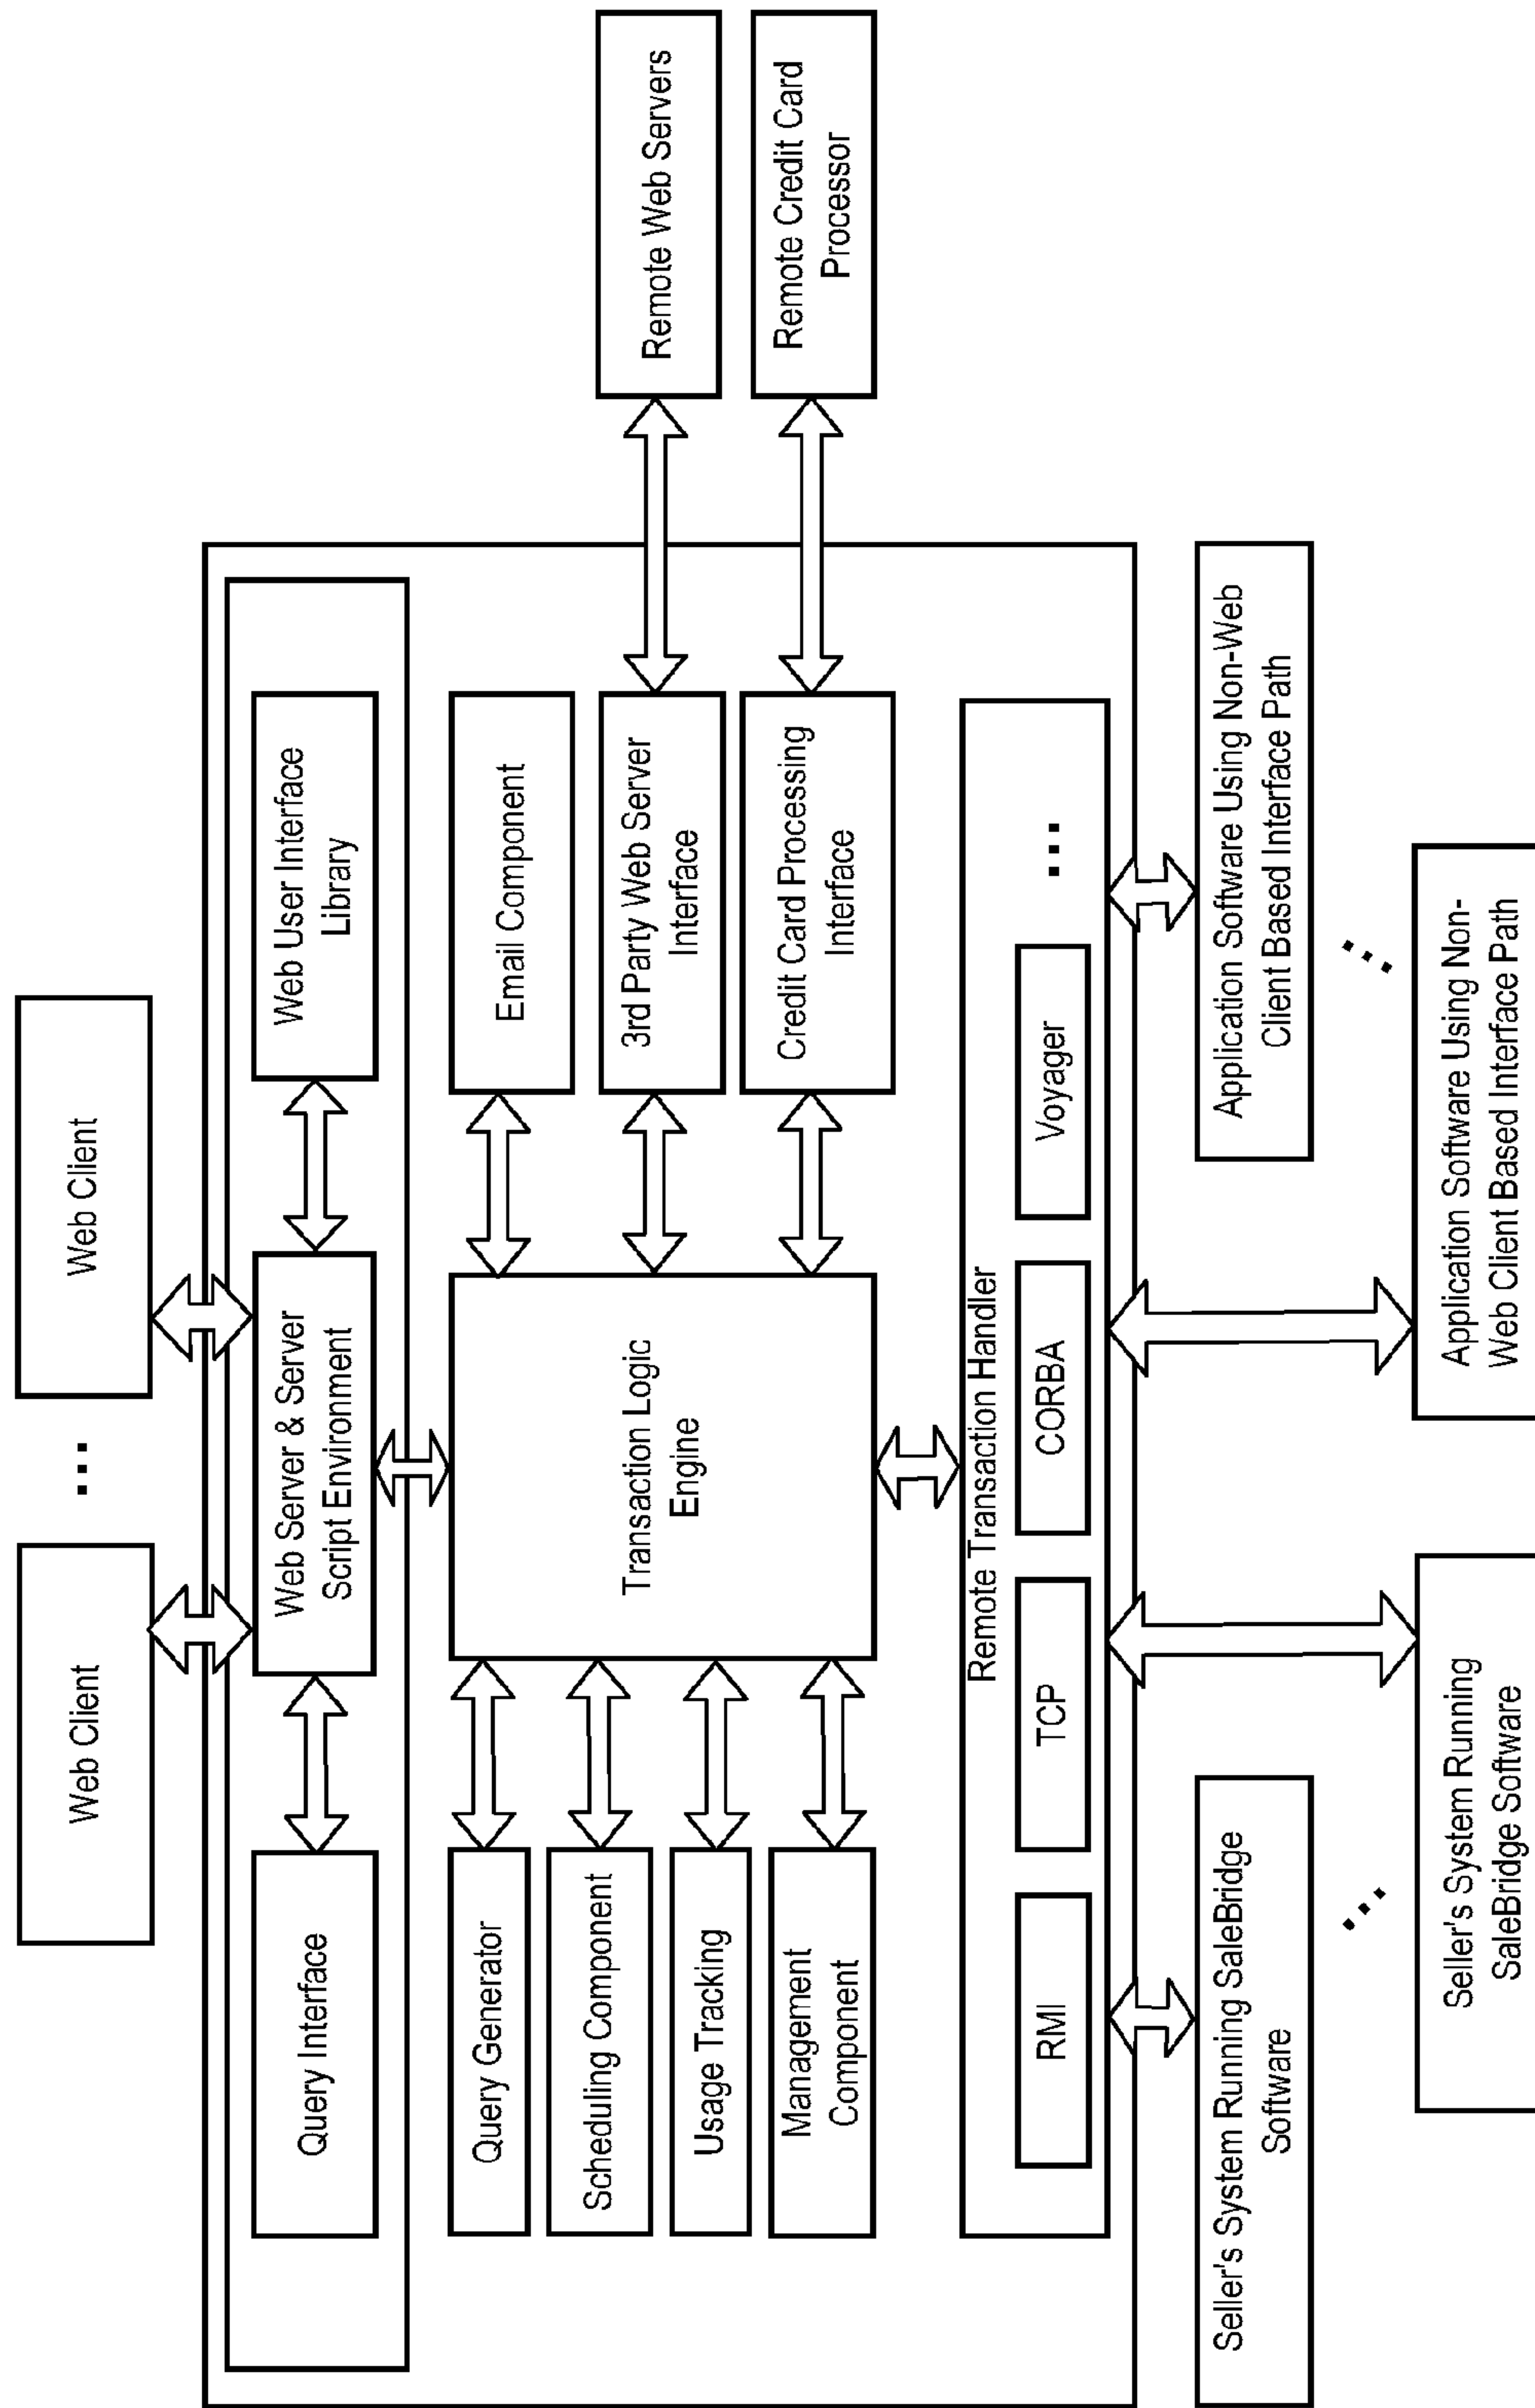 Web Client
...
Web Client
Query Interface
Web Server & Server
Script Environment
Web User Interface
Library
Query Generator
Scheduling Component
Usage Tracking
Management
Component
Transaction Logic
Engine
Email Component
3rd Party Web Server
Interface
Credit Card Processing
Interface
Remote Web Servers
Remote Credit Card
Processor
Remote Transaction Handler
RMI
TCP
CORBA
Voyager
...
Seller's System Running SaleBridge
Software
...
Seller's System Running
SaleBridge Software
Application Software Using Non-Web
Client Based Interface Path
...
Application Software Using Non-
Web Client Based Interface Path